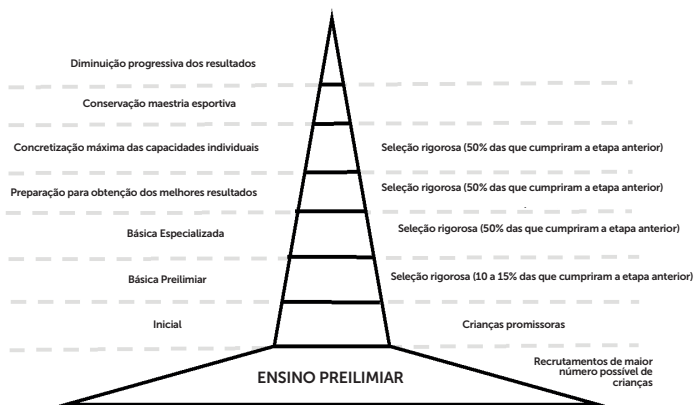 Diminuição progressiva dos resultados
Conservação maestria esportiva
Concretização máxima das capacidades individuais
Seleção rigorosa (50% das que cumpriram a etapa anterior)
Preparação para obtenção dos melhores resultados
Seleção rigorosa (50% das que cumpriram a etapa anterior)
Básica Especializada
Seleção rigorosa (50% das que cumpriram a etapa anterior)
Básica Preilimiar
Seleção rigorosa (10 a 15% das que cumpriram a etapa anterior)
Inicial
Crianças promissoras
ENSINO PREILIMIAR
Recrutamentos de maior
número possível de
crianças